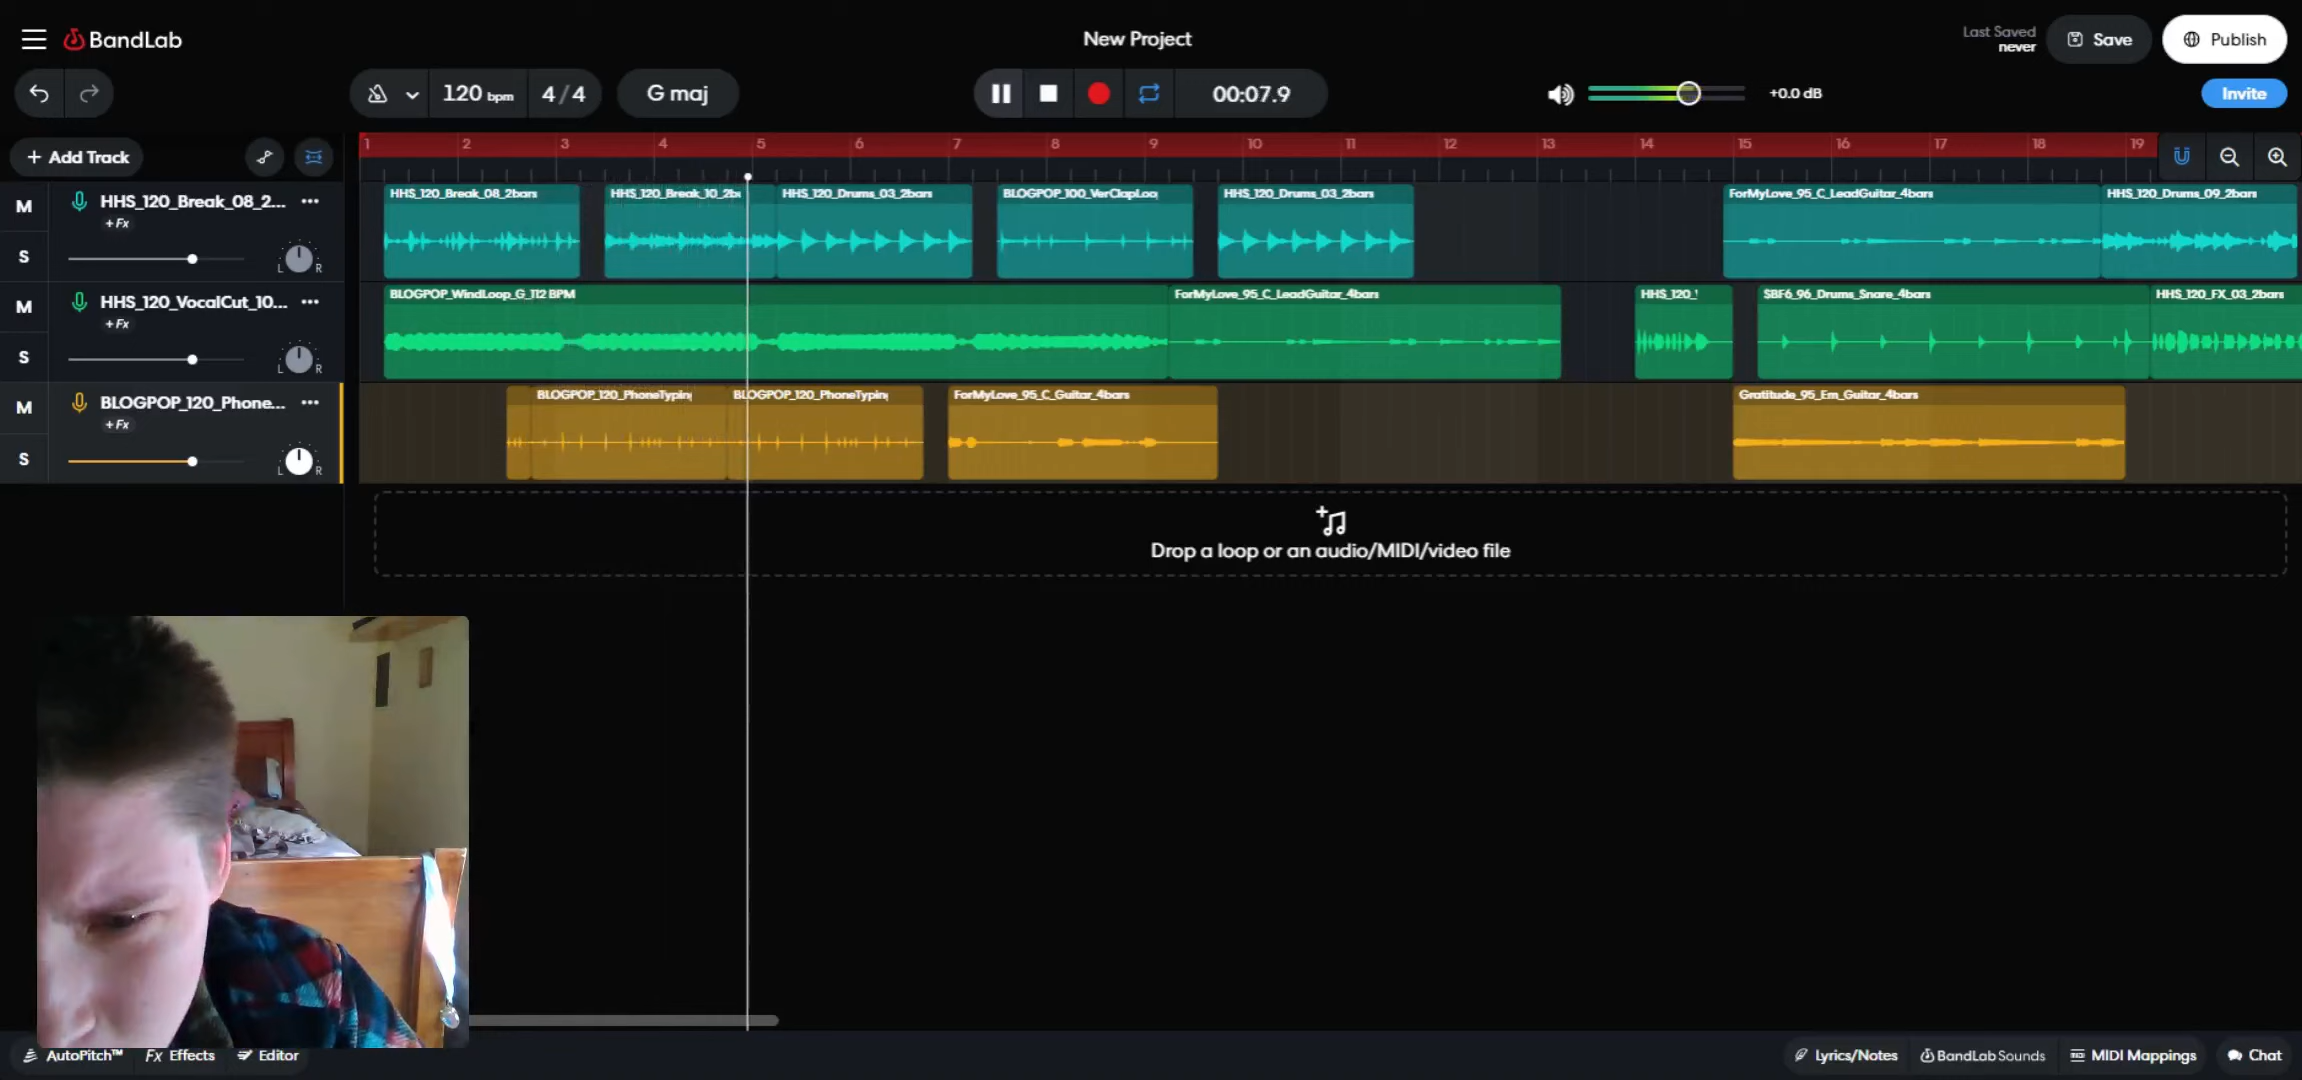 BandLab
New Project
Last Saved
never
Save
Publish
120 bpm
4/4
G maj
00:07.9
+0.0 dB
Invite
+ Add Track
1 2 3 4 5 6 7 8 9 10 11 12 13 14 15 16 17 18 19
M
HHS_120_Break_08_2...
+Fx
S
L R
HHS_120_Break_08_2bars
HHS_120_Drums_03_2bars
HHS_120_Drums_03_2bars
ForMyLove_95_C_LeadGuitar_4bars
HHS_120_Drums_09_2bars
M
HHS_120_VocalCut_10...
+Fx
S
L R
BLOGPOP_WindLoop_G_112 BPM
ForMyLove_95_C_LeadGuitar_4bars
HHS_120_
SBF6_96_Drums_Snare_4bars
HHS_120_FX_03_2bars
M
BLOGPOP_120_Phone...
+Fx
S
L R
BLOGPOP_120_PhoneTypin
BLOGPOP_120_PhoneTypin
ForMyLove_95_C_Guitar_4bars
Gratitude_95_Em_Guitar_4bars
Drop a loop or an audio/MIDI/video file
AutoPitch™
Fx Effects
Editor
Lyrics/Notes
BandLab Sounds
MIDI Mappings
Chat